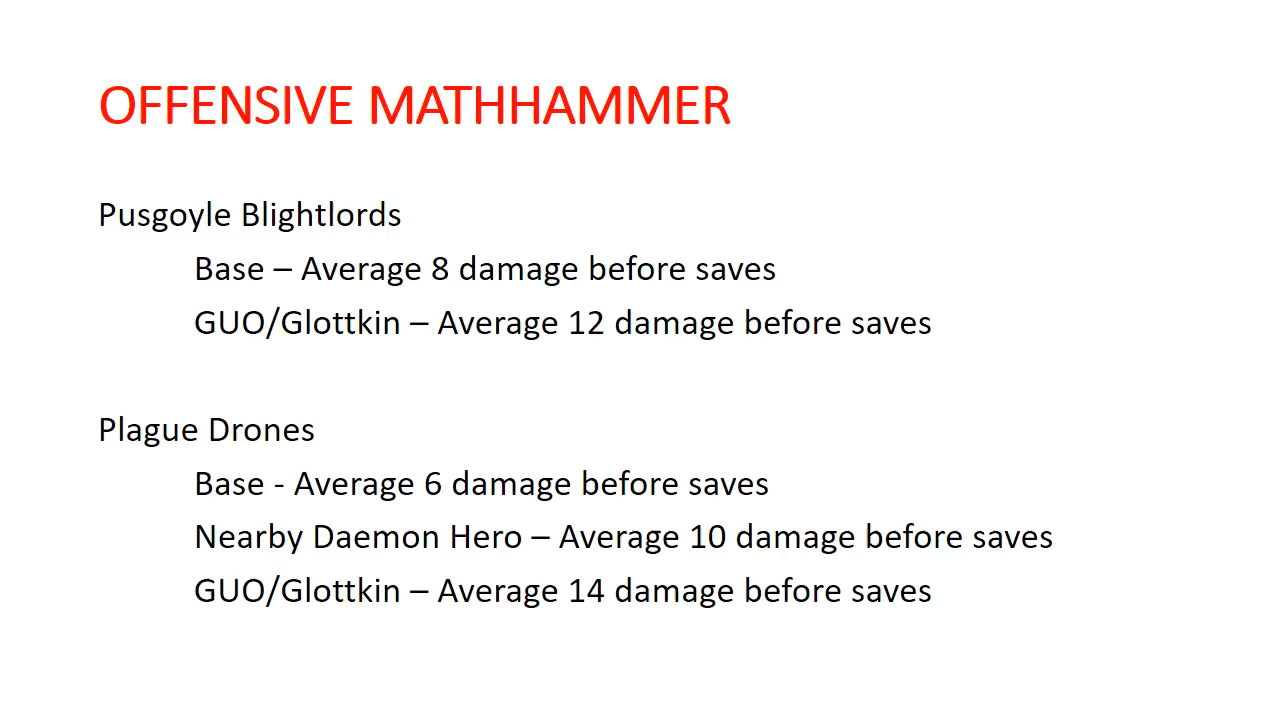 OFFENSIVE MATHHAMMER
Pusgoyle Blightlords
Base – Average 8 damage before saves
GUO/Glottkin – Average 12 damage before saves
Plague Drones
Base - Average 6 damage before saves
Nearby Daemon Hero – Average 10 damage before saves
GUO/Glottkin – Average 14 damage before saves